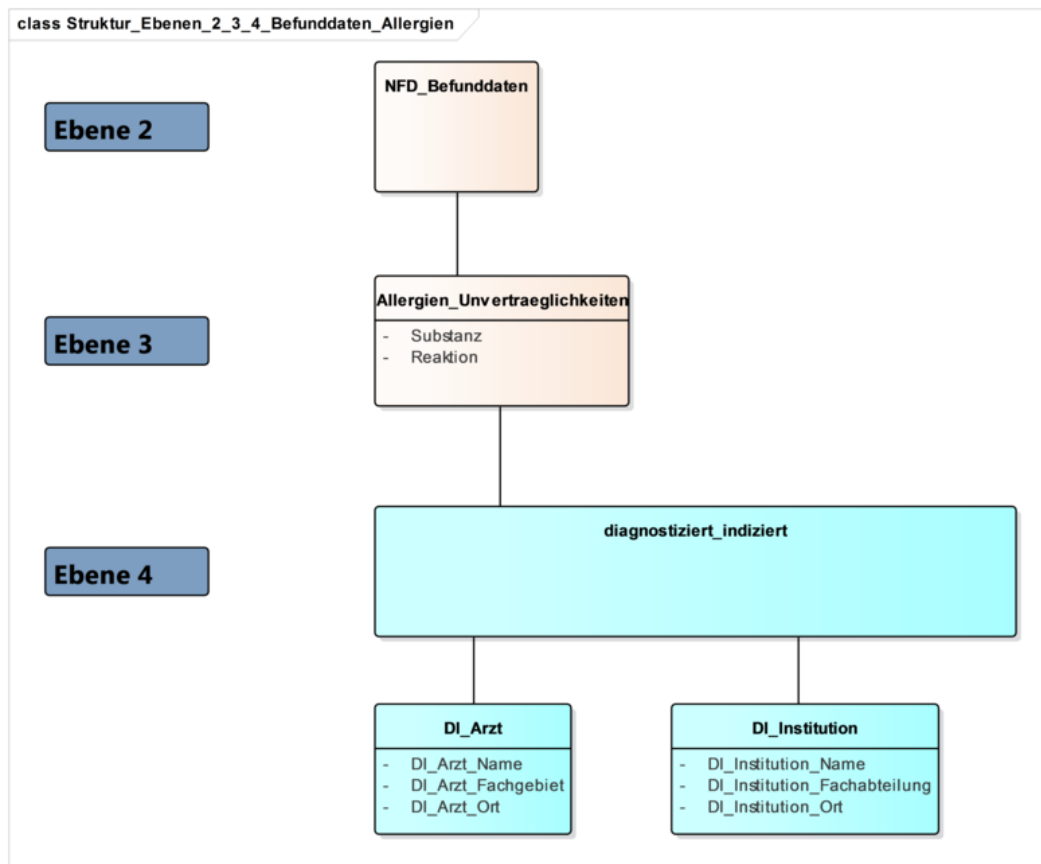 class Struktur_Ebenen_2_3_4_Befunddaten_Allergien
NFD_Befunddaten
Ebene 2
Allergien_Unvertraeglichkeiten
- Substanz
- Reaktion
Ebene 3
diagnostiziert_indiziert
Ebene 4
DI_Arzt
- DI_Arzt_Name
- DI_Arzt_Fachgebiet
- DI_Arzt_Ort
DI_Institution
- DI_Institution_Name
- DI_Institution_Fachabteilung
- DI_Institution_Ort